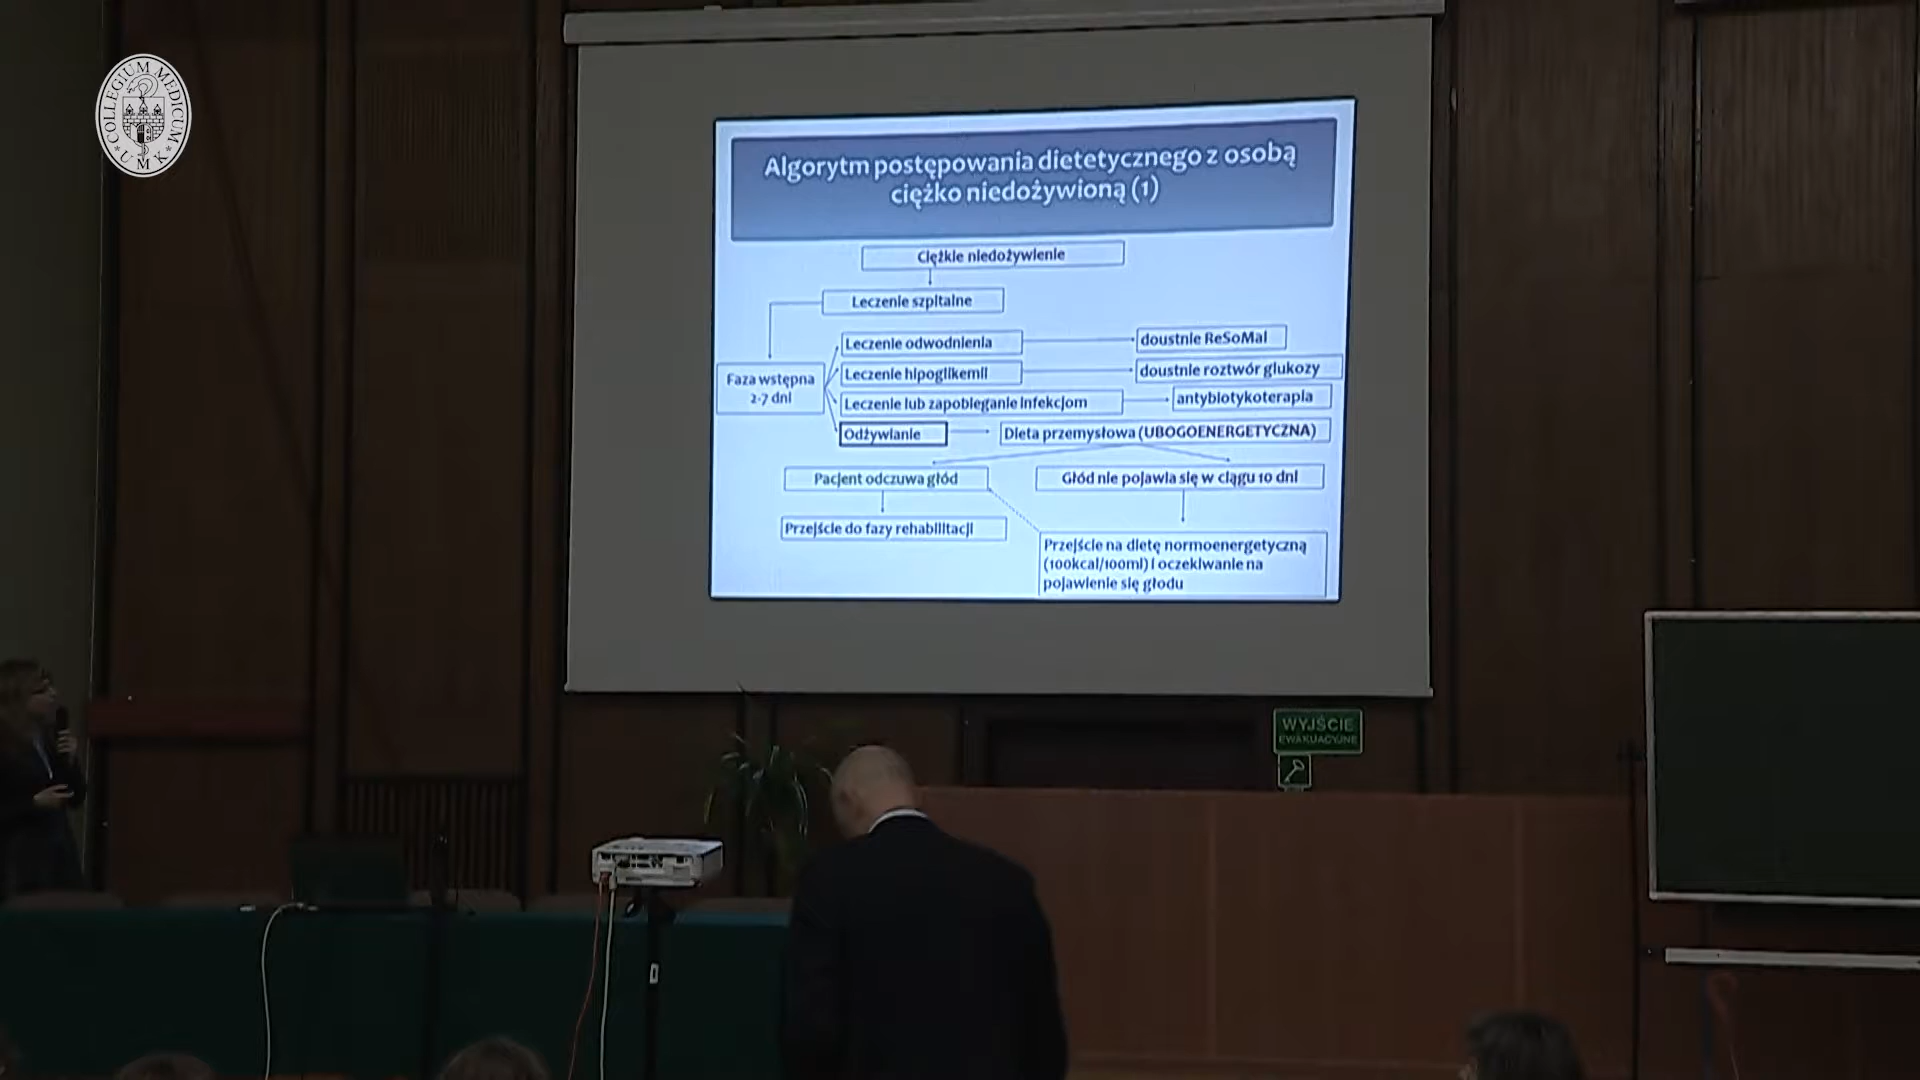 COLLEGIUM MEDICUM
* UMK *
Algorytm postępowania dietetycznego z osobą
ciężko niedożywioną (1)
Ciężkie niedożywienie
Leczenie szpitalne
Leczenie odwodnienia
doustnie ReSoMal
Faza wstępna
2-7 dni
Leczenie hipoglikemii
doustnie roztwór glukozy
Leczenie lub zapobieganie infekcjom
antybiotykoterapia
Odżywianie
Dieta przemysłowa (UBOGOENERGETYCZNA)
Pacjent odczuwa głód
Głód nie pojawia się w ciągu 10 dni
Przejście do fazy rehabilitacji
Przejście na dietę normoenergetyczną
(100kcal/100ml) i oczekiwanie na
pojawienie się głodu
WYJŚCIE
EWAKUACYJNE